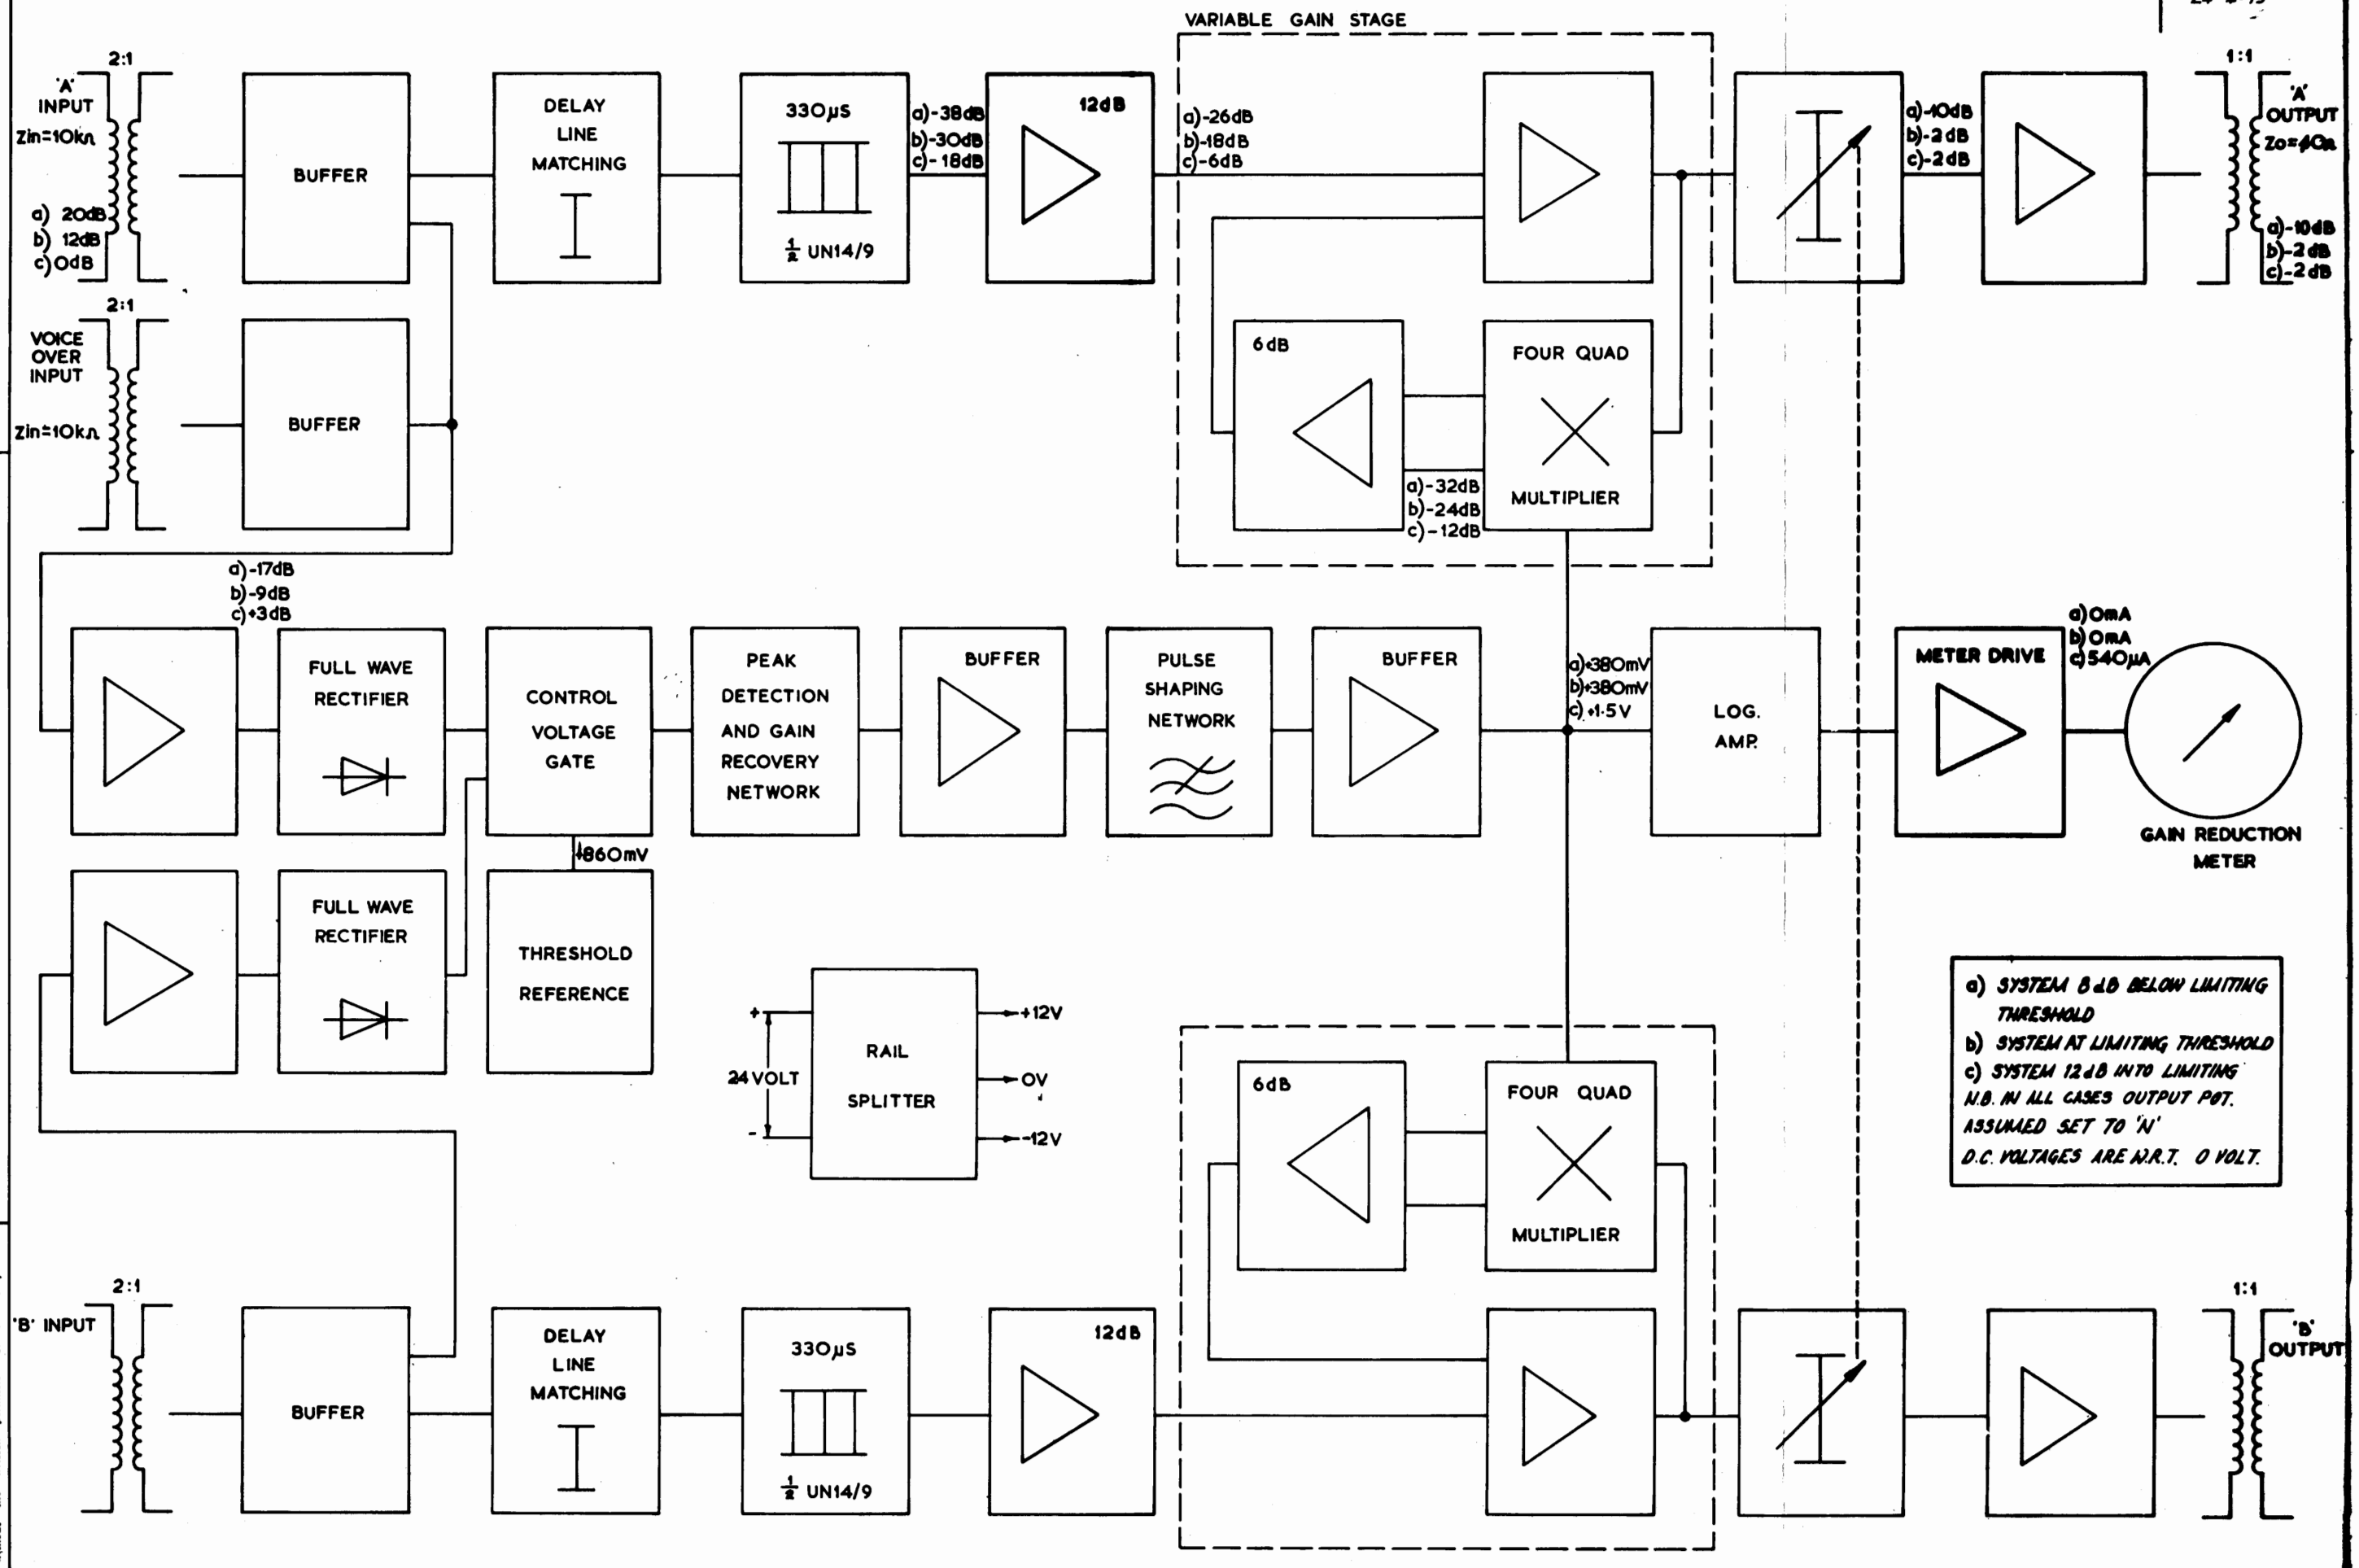 VARIABLE GAIN STAGE
2:1
'A'
INPUT
Zin=10kΩ
a) 20dB
b) 12dB
c) 0dB
BUFFER
DELAY
LINE
MATCHING
330µS
½ UN14/9
a)-38dB
b)-30dB
c)-18dB
12dB
a)-26dB
b)-18dB
c)-6dB
a)-10dB
b)-2dB
c)-2dB
1:1
'A'
OUTPUT
Zo=40Ω
a)-10dB
b)-2dB
c)-2dB
2:1
VOICE
OVER
INPUT
Zin=10kΩ
BUFFER
6dB
FOUR QUAD
MULTIPLIER
a)-32dB
b)-24dB
c)-12dB
a)-17dB
b)-9dB
c)+3dB
FULL WAVE
RECTIFIER
CONTROL
VOLTAGE
GATE
PEAK
DETECTION
AND GAIN
RECOVERY
NETWORK
BUFFER
PULSE
SHAPING
NETWORK
BUFFER
a)+380mV
b)+380mV
c)+1·5V
LOG.
AMP.
METER DRIVE
a)0mA
b)0mA
c)540µA
GAIN REDUCTION
METER
+860mV
FULL WAVE
RECTIFIER
THRESHOLD
REFERENCE
+
24 VOLT
-
RAIL
SPLITTER
+12V
0V
-12V
6dB
FOUR QUAD
MULTIPLIER
a) SYSTEM 8dB BELOW LIMITING
THRESHOLD
b) SYSTEM AT LIMITING THRESHOLD
c) SYSTEM 12dB INTO LIMITING
N.B. IN ALL CASES OUTPUT POT.
ASSUMED SET TO 'N'
D.C. VOLTAGES ARE W.R.T. 0 VOLT.
2:1
'B' INPUT
BUFFER
DELAY
LINE
MATCHING
330µS
½ UN14/9
12dB
1:1
'B'
OUTPUT